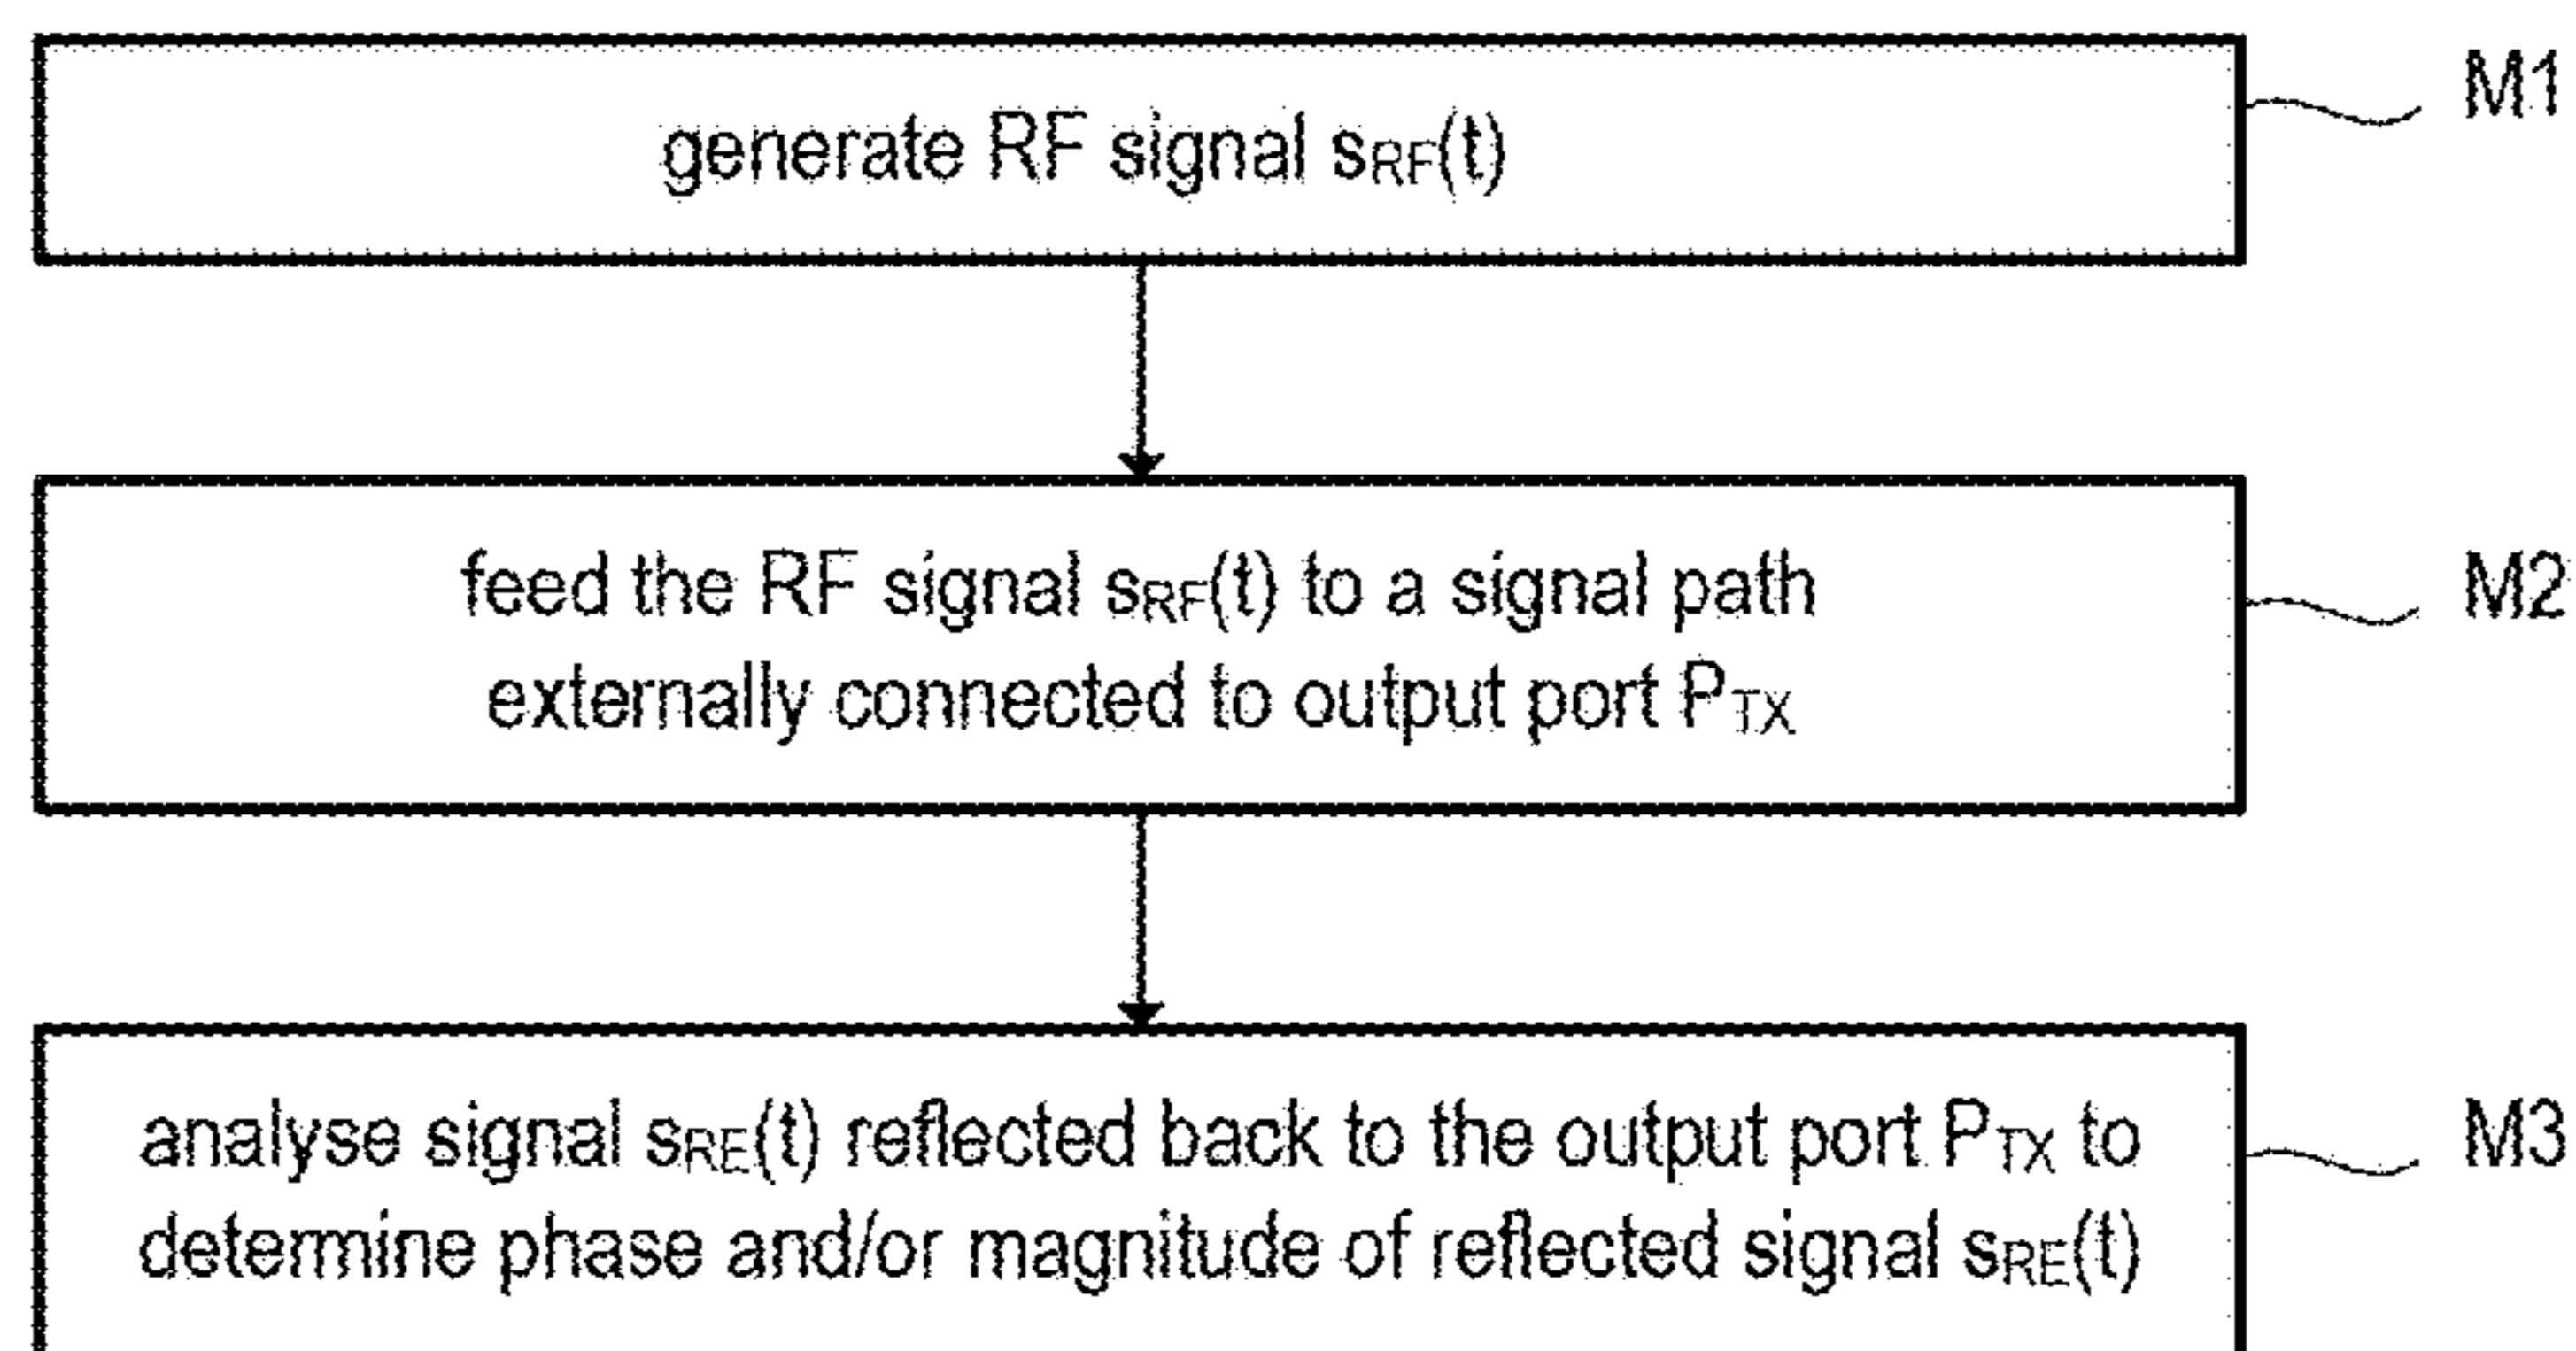 generate RF signal sRF(t)
M1
feed the RF signal sRF(t) to a signal path
externally connected to output port PTX
M2
analyse signal sRE(t) reflected back to the output port PTX to
determine phase and/or magnitude of reflected signal sRE(t)
M3